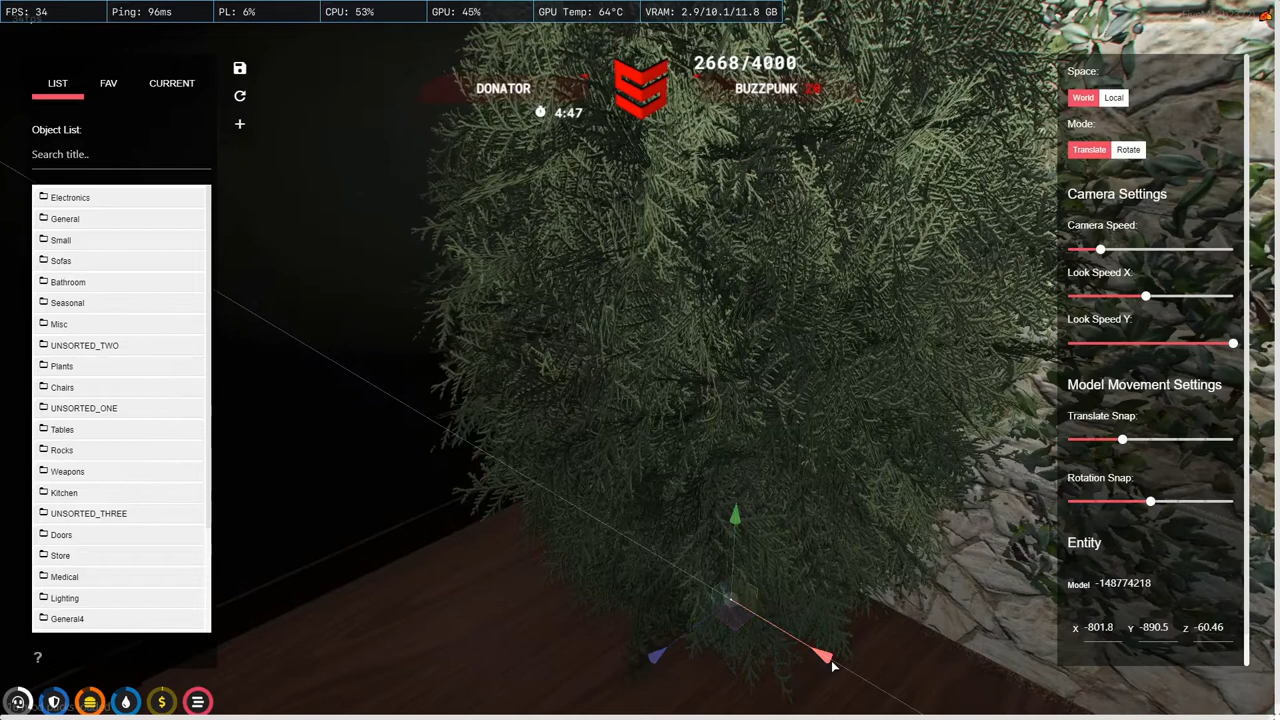 FPS: 34
Ping: 96ms
PL: 6%
CPU: 53%
GPU: 45%
GPU Temp: 64°C
VRAM: 2.9/10.1/11.8 GB
LIST
FAV
CURRENT
Object List:
Search title..
Electronics
General
Small
Sofas
Bathroom
Seasonal
Misc
UNSORTED_TWO
Plants
Chairs
UNSORTED_ONE
Tables
Rocks
Weapons
Kitchen
UNSORTED_THREE
Doors
Store
Medical
Lighting
General4
?
DONATOR
2668/4000
BUZZPUNK 20
4:47
Space:
World Local
Mode:
Translate Rotate
Camera Settings
Camera Speed:
Look Speed X:
Look Speed Y:
Model Movement Settings
Translate Snap:
Rotation Snap:
Entity
Model -148774218
X -801.8 Y -890.5 Z -60.46